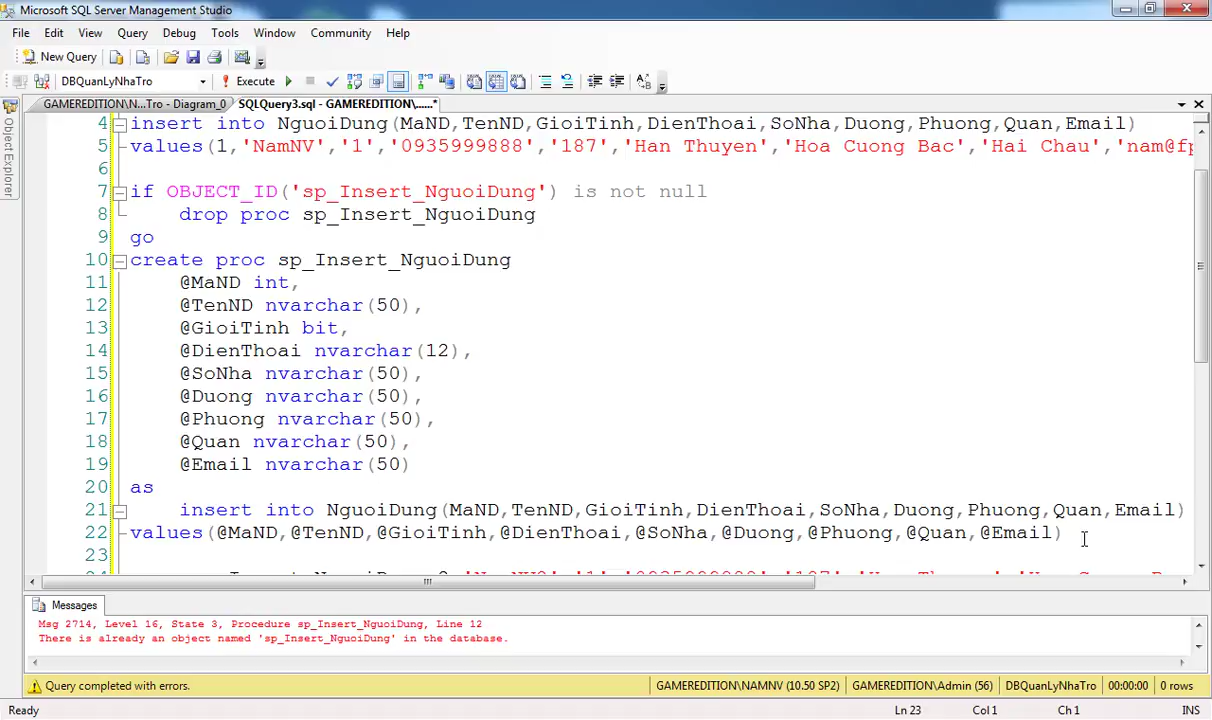 Microsoft SQL Server Management Studio
File Edit View Query Debug Tools Window Community Help
New Query
DBQuanLyNhaTro Execute
GAMEREDITION\N...Tro - Diagram_0 SQLQuery3.sql - GAMEREDITION\......*
Object Explorer
4 insert into NguoiDung(MaND,TenND,GioiTinh,DienThoai,SoNha,Duong,Phuong,Quan,Email)
5 values(1,'NamNV','1','0935999888','187','Han Thuyen','Hoa Cuong Bac','Hai Chau','nam@fp
6
7 if OBJECT_ID('sp_Insert_NguoiDung') is not null
8 drop proc sp_Insert_NguoiDung
9 go
10 create proc sp_Insert_NguoiDung
11 @MaND int,
12 @TenND nvarchar(50),
13 @GioiTinh bit,
14 @DienThoai nvarchar(12),
15 @SoNha nvarchar(50),
16 @Duong nvarchar(50),
17 @Phuong nvarchar(50),
18 @Quan nvarchar(50),
19 @Email nvarchar(50)
20 as
21 insert into NguoiDung(MaND,TenND,GioiTinh,DienThoai,SoNha,Duong,Phuong,Quan,Email)
22 values(@MaND,@TenND,@GioiTinh,@DienThoai,@SoNha,@Duong,@Phuong,@Quan,@Email)
23
Messages
Msg 2714, Level 16, State 3, Procedure sp_Insert_NguoiDung, Line 12
There is already an object named 'sp_Insert_NguoiDung' in the database.
Query completed with errors. GAMEREDITION\NAMNV (10.50 SP2) GAMEREDITION\Admin (56) DBQuanLyNhaTro 00:00:00 0 rows
Ready Ln 23 Col 1 Ch 1 INS